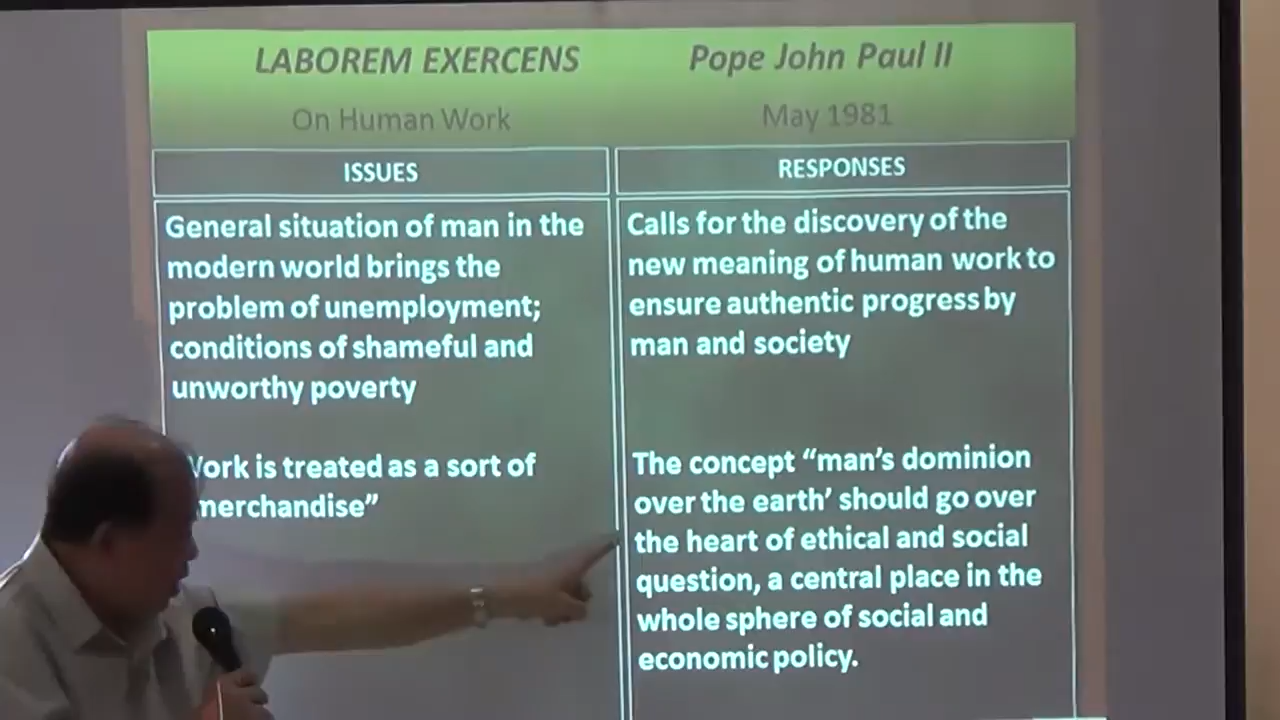 LABOREM EXERCENS
Pope John Paul II
On Human Work
May 1981
ISSUES
RESPONSES
General situation of man in the
modern world brings the
problem of unemployment;
conditions of shameful and
unworthy poverty
is treated as a sort of
merchandise”
Calls for the discovery of the
new meaning of human work to
ensure authentic progress by
man and society
The concept “man’s dominion
over the earth’ should go over
the heart of ethical and social
question, a central place in the
whole sphere of social and
economic policy.